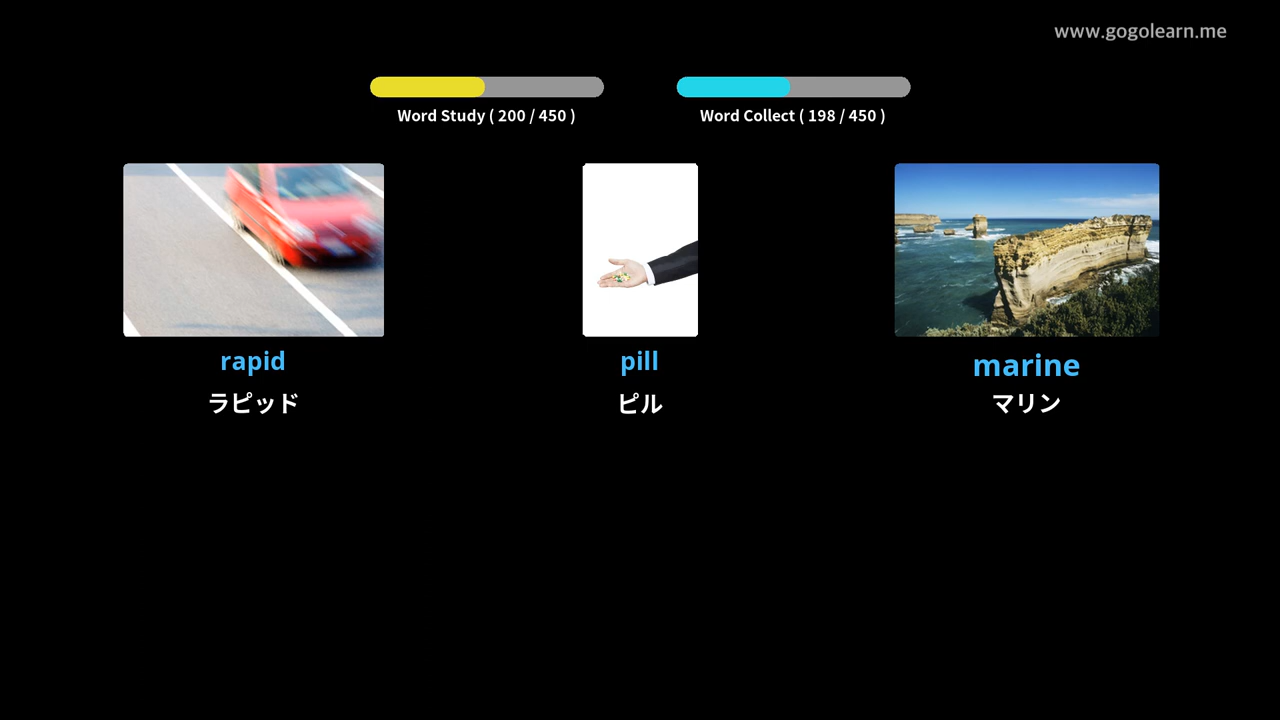 www.gogolearn.me
Word Study ( 200 / 450 )
Word Collect ( 198 / 450 )
rapid
ラピッド
pill
ピル
marine
マリン